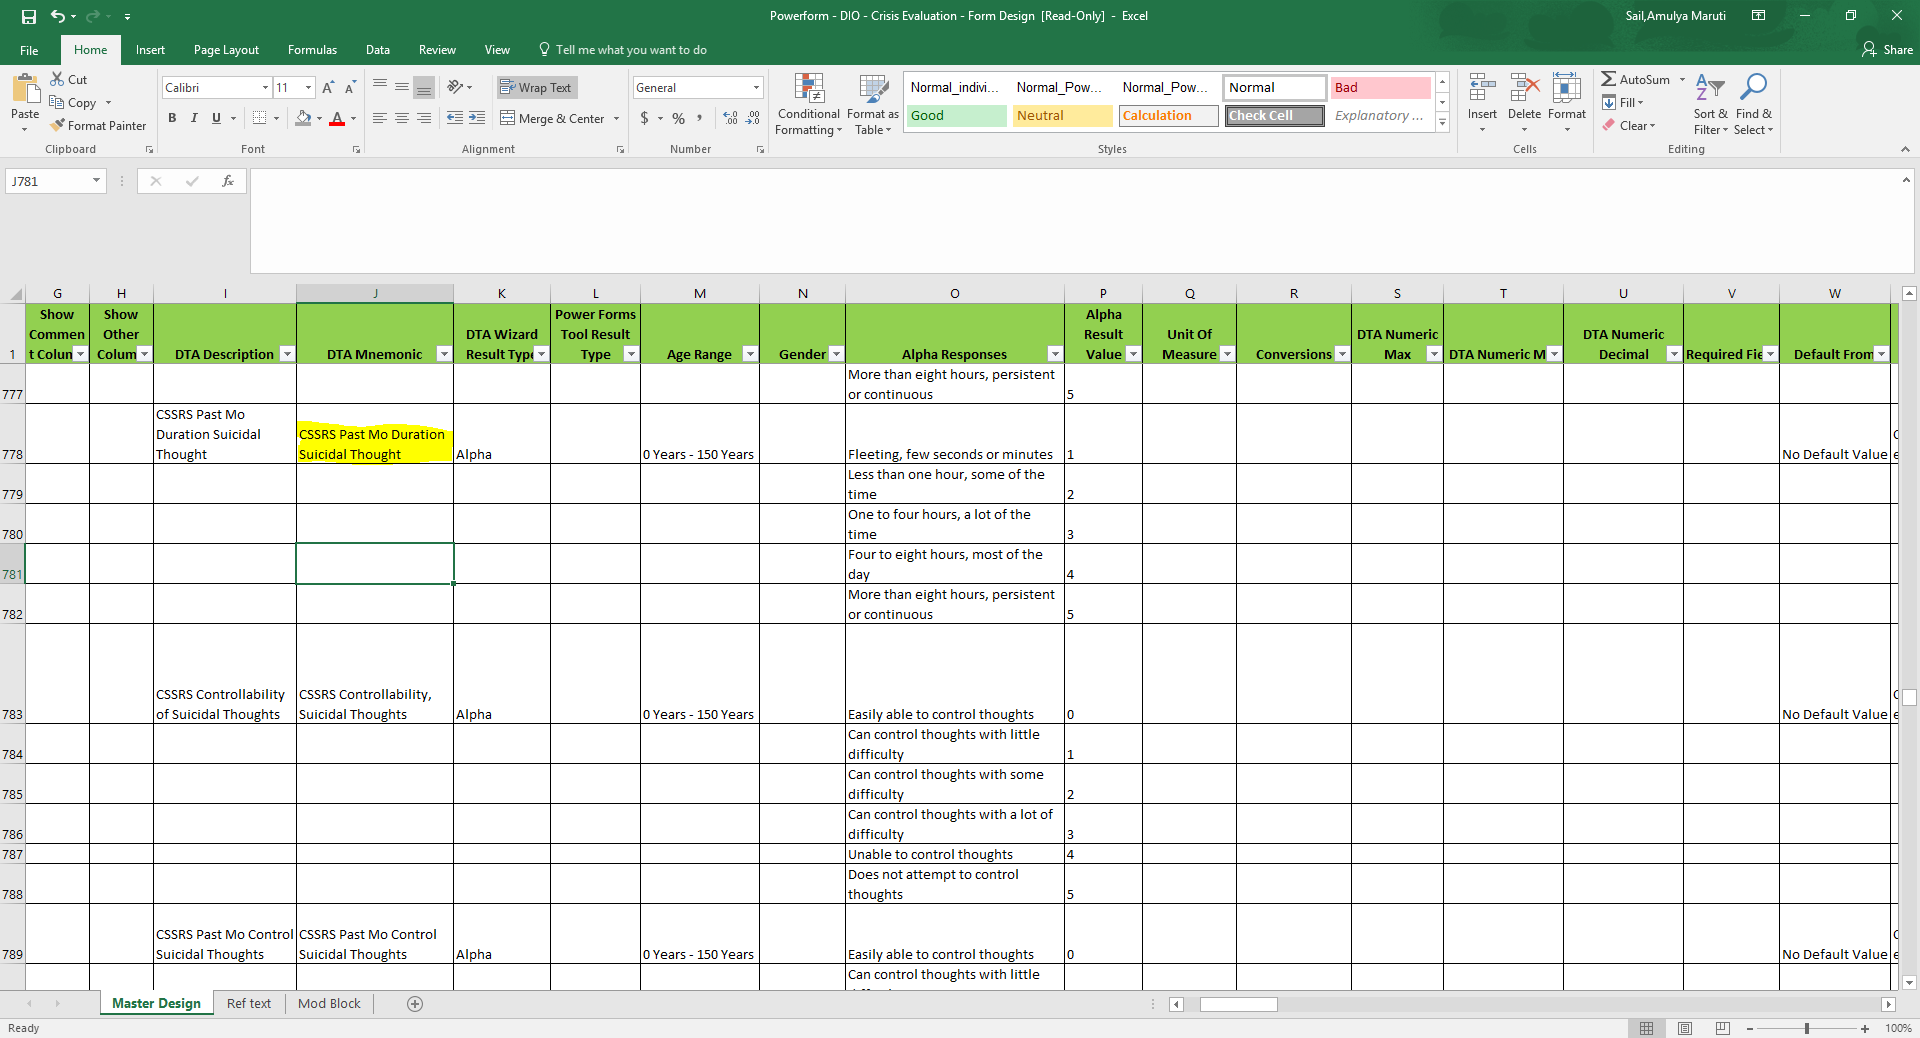 Powerform - DIO - Crisis Evaluation - Form Design  [Read-Only]  -  Excel
Sail,Amulya Maruti
File
Home
Insert
Page Layout
Formulas
Data
Review
View
Tell me what you want to do
Share
Paste
Cut
Copy
Format Painter
Clipboard
Calibri
11
B I U
Font
Wrap Text
Merge & Center
Alignment
General
$ % ,
Number
Conditional Formatting
Format as Table
Normal_indivi...
Normal_Pow...
Normal_Pow...
Normal
Bad
Good
Neutral
Calculation
Check Cell
Explanatory ...
Styles
Insert
Delete
Format
Cells
AutoSum
Fill
Clear
Sort & Filter
Find & Select
Editing
J781
fx
G H I J K L M N O P Q R S T U V W
1
Show Commen t Colun
Show Other Colum
DTA Description
DTA Mnemonic
DTA Wizard Result Type
Power Forms Tool Result Type
Age Range
Gender
Alpha Responses
Alpha Result Value
Unit Of Measure
Conversions
DTA Numeric Max
DTA Numeric M
DTA Numeric Decimal
Required Fie
Default From
777
More than eight hours, persistent
or continuous
5
778
CSSRS Past Mo
Duration Suicidal
Thought
CSSRS Past Mo Duration
Suicidal Thought
Alpha
0 Years - 150 Years
Fleeting, few seconds or minutes
1
No Default Value
779
Less than one hour, some of the
time
2
780
One to four hours, a lot of the
time
3
781
Four to eight hours, most of the
day
4
782
More than eight hours, persistent
or continuous
5
783
CSSRS Controllability
of Suicidal Thoughts
CSSRS Controllability,
Suicidal Thoughts
Alpha
0 Years - 150 Years
Easily able to control thoughts
0
No Default Value
784
Can control thoughts with little
difficulty
1
785
Can control thoughts with some
difficulty
2
786
Can control thoughts with a lot of
difficulty
3
787
Unable to control thoughts
4
788
Does not attempt to control
thoughts
5
789
CSSRS Past Mo Control
Suicidal Thoughts
CSSRS Past Mo Control
Suicidal Thoughts
Alpha
0 Years - 150 Years
Easily able to control thoughts
0
No Default Value
Can control thoughts with little
Master Design
Ref text
Mod Block
Ready
100%